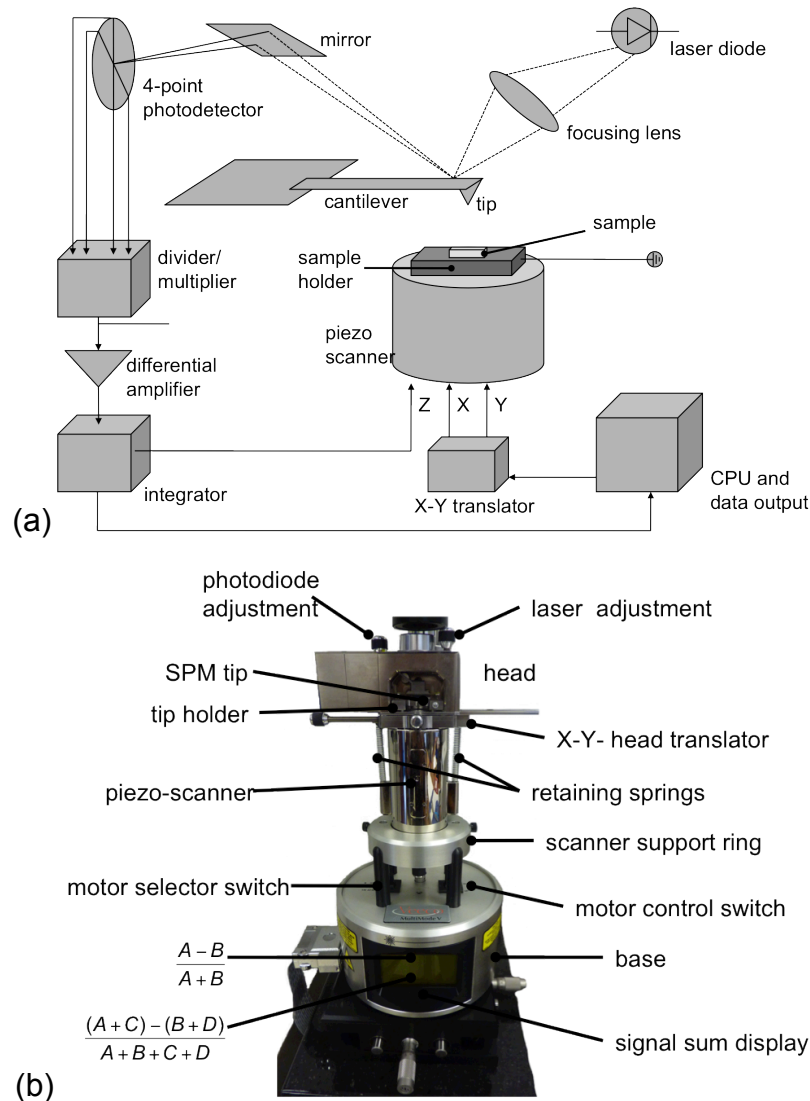 mirror
laser diode
4-point
photodetector
focusing lens
cantilever
tip
sample
divider/
multiplier
sample
holder
piezo
scanner
differential
amplifier
Z
X
Y
integrator
X-Y translator
CPU and
data output
(a)
photodiode
adjustment
laser adjustment
SPM tip
head
tip holder
X-Y- head translator
piezo-scanner
retaining springs
scanner support ring
motor selector switch
motor control switch
A − B
A + B
base
(A + C) − (B + D)
A + B + C + D
signal sum display
(b)